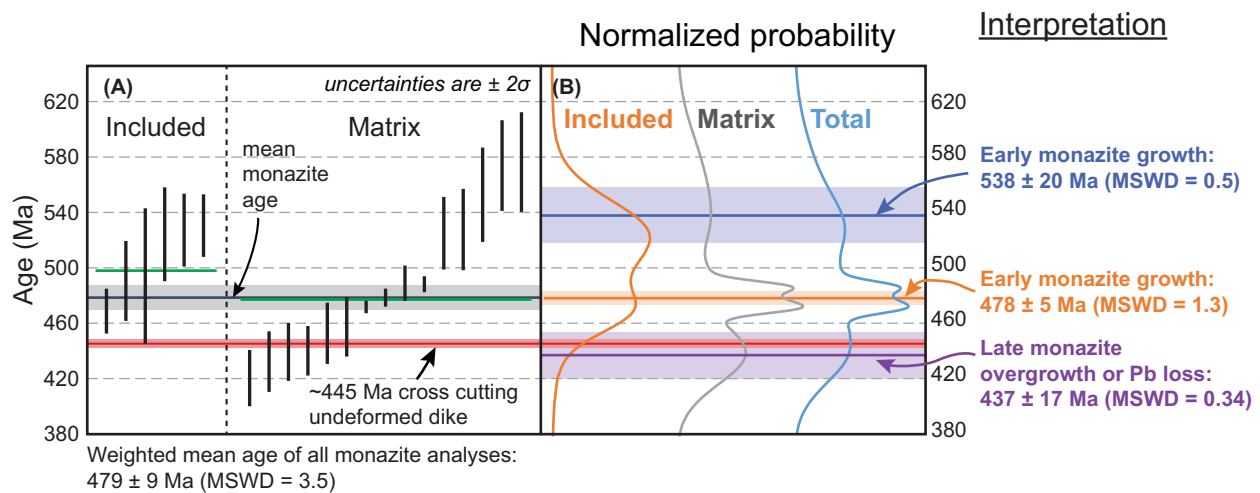 Normalized probability
Interpretation
(A)
uncertainties are ± 2σ
(B)
Included
Matrix
mean
monazite
age
Included
Matrix
Total
Age (Ma)
620
580
540
500
460
420
380
620
580
540
500
460
420
380
~445 Ma cross cutting
undeformed dike
Early monazite growth:
538 ± 20 Ma (MSWD = 0.5)
Early monazite growth:
478 ± 5 Ma (MSWD = 1.3)
Late monazite
overgrowth or Pb loss:
437 ± 17 Ma (MSWD = 0.34)
Weighted mean age of all monazite analyses:
479 ± 9 Ma (MSWD = 3.5)